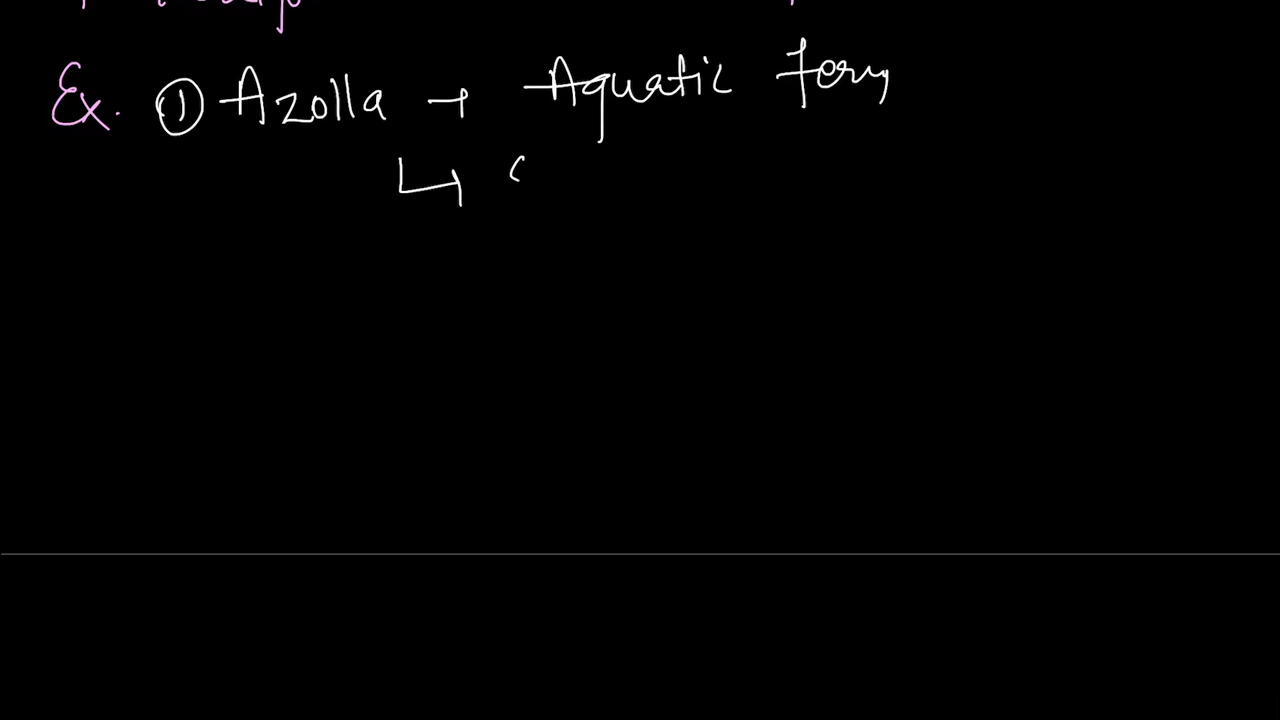 Ex. ① Azolla → Aquatic fern
↳